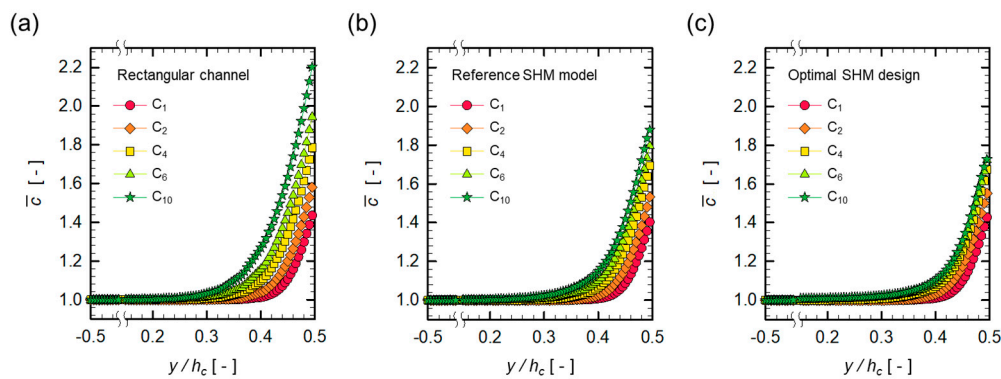 (a)
2.2
2.0
1.8
1.6
1.4
1.2
1.0
c̅ [ - ]
Rectangular channel
C₁
C₂
C₄
C₆
C₁₀
-0.5 0.2 0.3 0.4 0.5
y / h_c [ - ]
(b)
Reference SHM model
C₁
C₂
C₄
C₆
C₁₀
2.2
2.0
1.8
1.6
1.4
1.2
1.0
c̅ [ - ]
-0.5 0.2 0.3 0.4 0.5
y / h_c [ - ]
(c)
Optimal SHM design
C₁
C₂
C₄
C₆
C₁₀
2.2
2.0
1.8
1.6
1.4
1.2
1.0
c̅ [ - ]
-0.5 0.2 0.3 0.4 0.5
y / h_c [ - ]